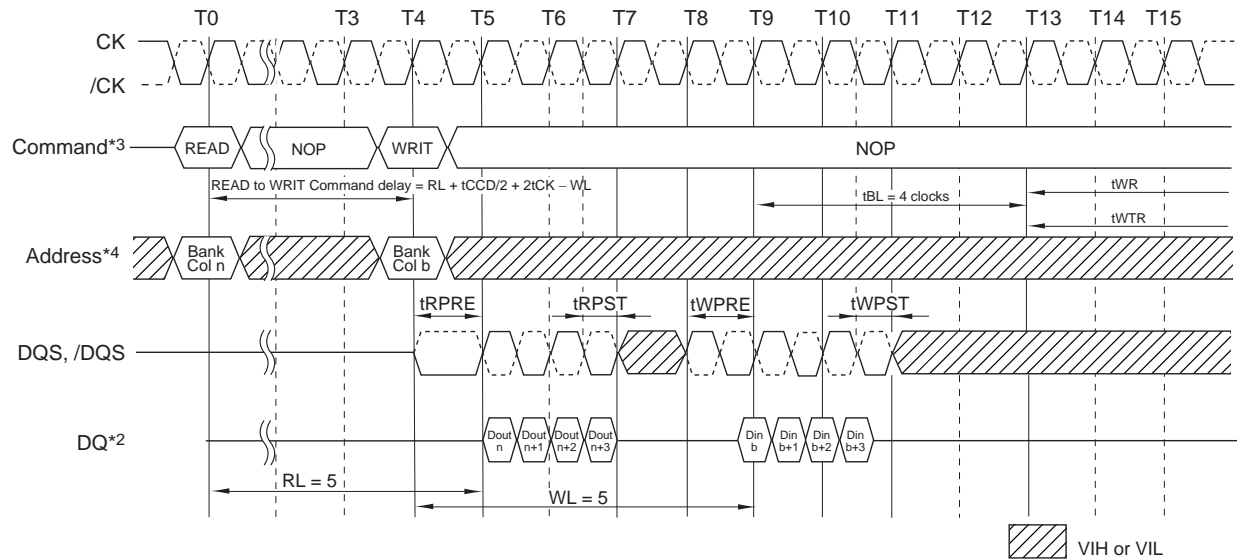 T0 T3 T4 T5 T6 T7 T8 T9 T10 T11 T12 T13 T14 T15
CK
/CK
Command*3 READ NOP WRIT NOP
READ to WRIT Command delay = RL + tCCD/2 + 2tCK − WL
tBL = 4 clocks
tWR
tWTR
Address*4 Bank Col n Bank Col b
tRPRE tRPST tWPRE tWPST
DQS, /DQS
DQ*2 Dout n Dout n+1 Dout n+2 Dout n+3 Din b Din b+1 Din b+2 Din b+3
RL = 5
WL = 5
VIH or VIL